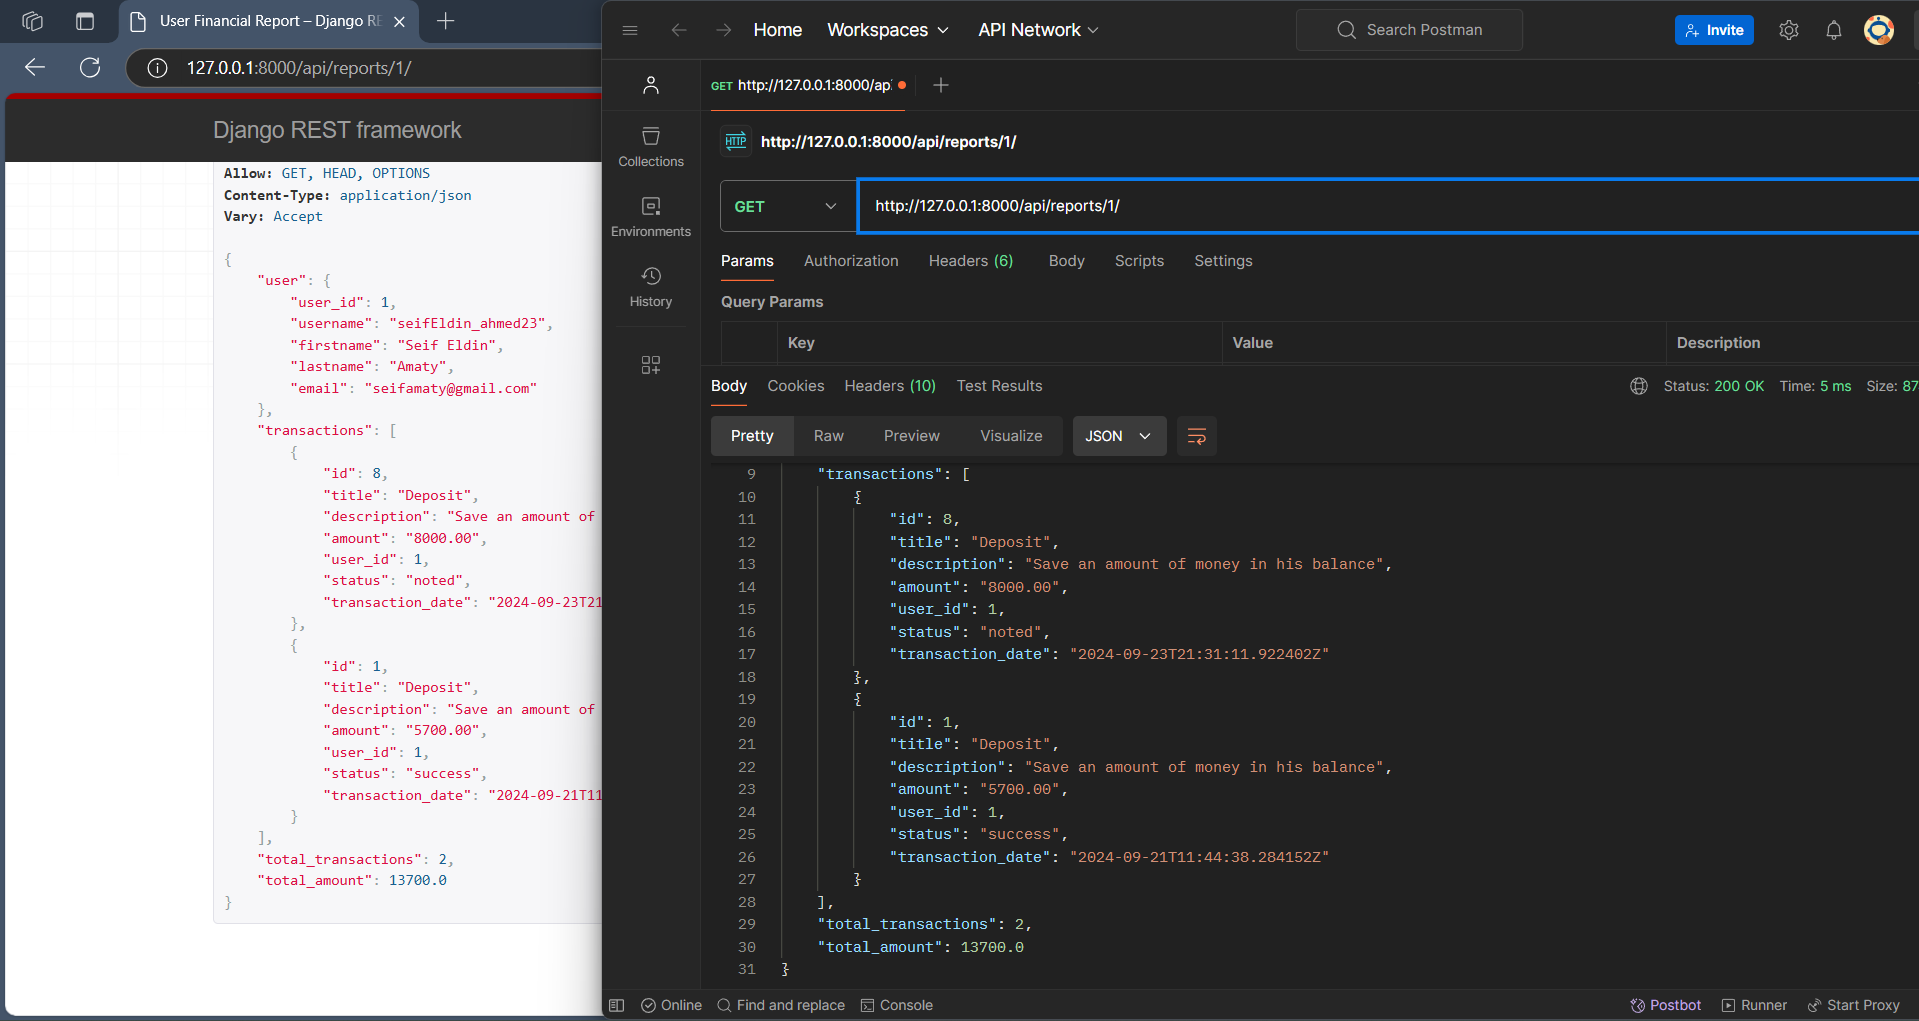 User Financial Report – Django RE
127.0.0.1:8000/api/reports/1/
Django REST framework
Allow: GET, HEAD, OPTIONS
Content-Type: application/json
Vary: Accept
{
"user": {
"user_id": 1,
"username": "seifEldin_ahmed23",
"firstname": "Seif Eldin",
"lastname": "Amaty",
"email": "seifamaty@gmail.com"
},
"transactions": [
{
"id": 8,
"title": "Deposit",
"description": "Save an amount of
"amount": "8000.00",
"user_id": 1,
"status": "noted",
"transaction_date": "2024-09-23T21
},
{
"id": 1,
"title": "Deposit",
"description": "Save an amount of
"amount": "5700.00",
"user_id": 1,
"status": "success",
"transaction_date": "2024-09-21T11
}
],
"total_transactions": 2,
"total_amount": 13700.0
}
Home Workspaces API Network Search Postman Invite
GET http://127.0.0.1:8000/ap
Collections
Environments
History
HTTP http://127.0.0.1:8000/api/reports/1/
GET http://127.0.0.1:8000/api/reports/1/
Params Authorization Headers (6) Body Scripts Settings
Query Params
Key Value Description
Body Cookies Headers (10) Test Results Status: 200 OK Time: 5 ms Size: 87
Pretty Raw Preview Visualize JSON
9 "transactions": [
10 {
11 "id": 8,
12 "title": "Deposit",
13 "description": "Save an amount of money in his balance",
14 "amount": "8000.00",
15 "user_id": 1,
16 "status": "noted",
17 "transaction_date": "2024-09-23T21:31:11.922402Z"
18 },
19 {
20 "id": 1,
21 "title": "Deposit",
22 "description": "Save an amount of money in his balance",
23 "amount": "5700.00",
24 "user_id": 1,
25 "status": "success",
26 "transaction_date": "2024-09-21T11:44:38.284152Z"
27 }
28 ],
29 "total_transactions": 2,
30 "total_amount": 13700.0
31 }
Online Find and replace Console Postbot Runner Start Proxy